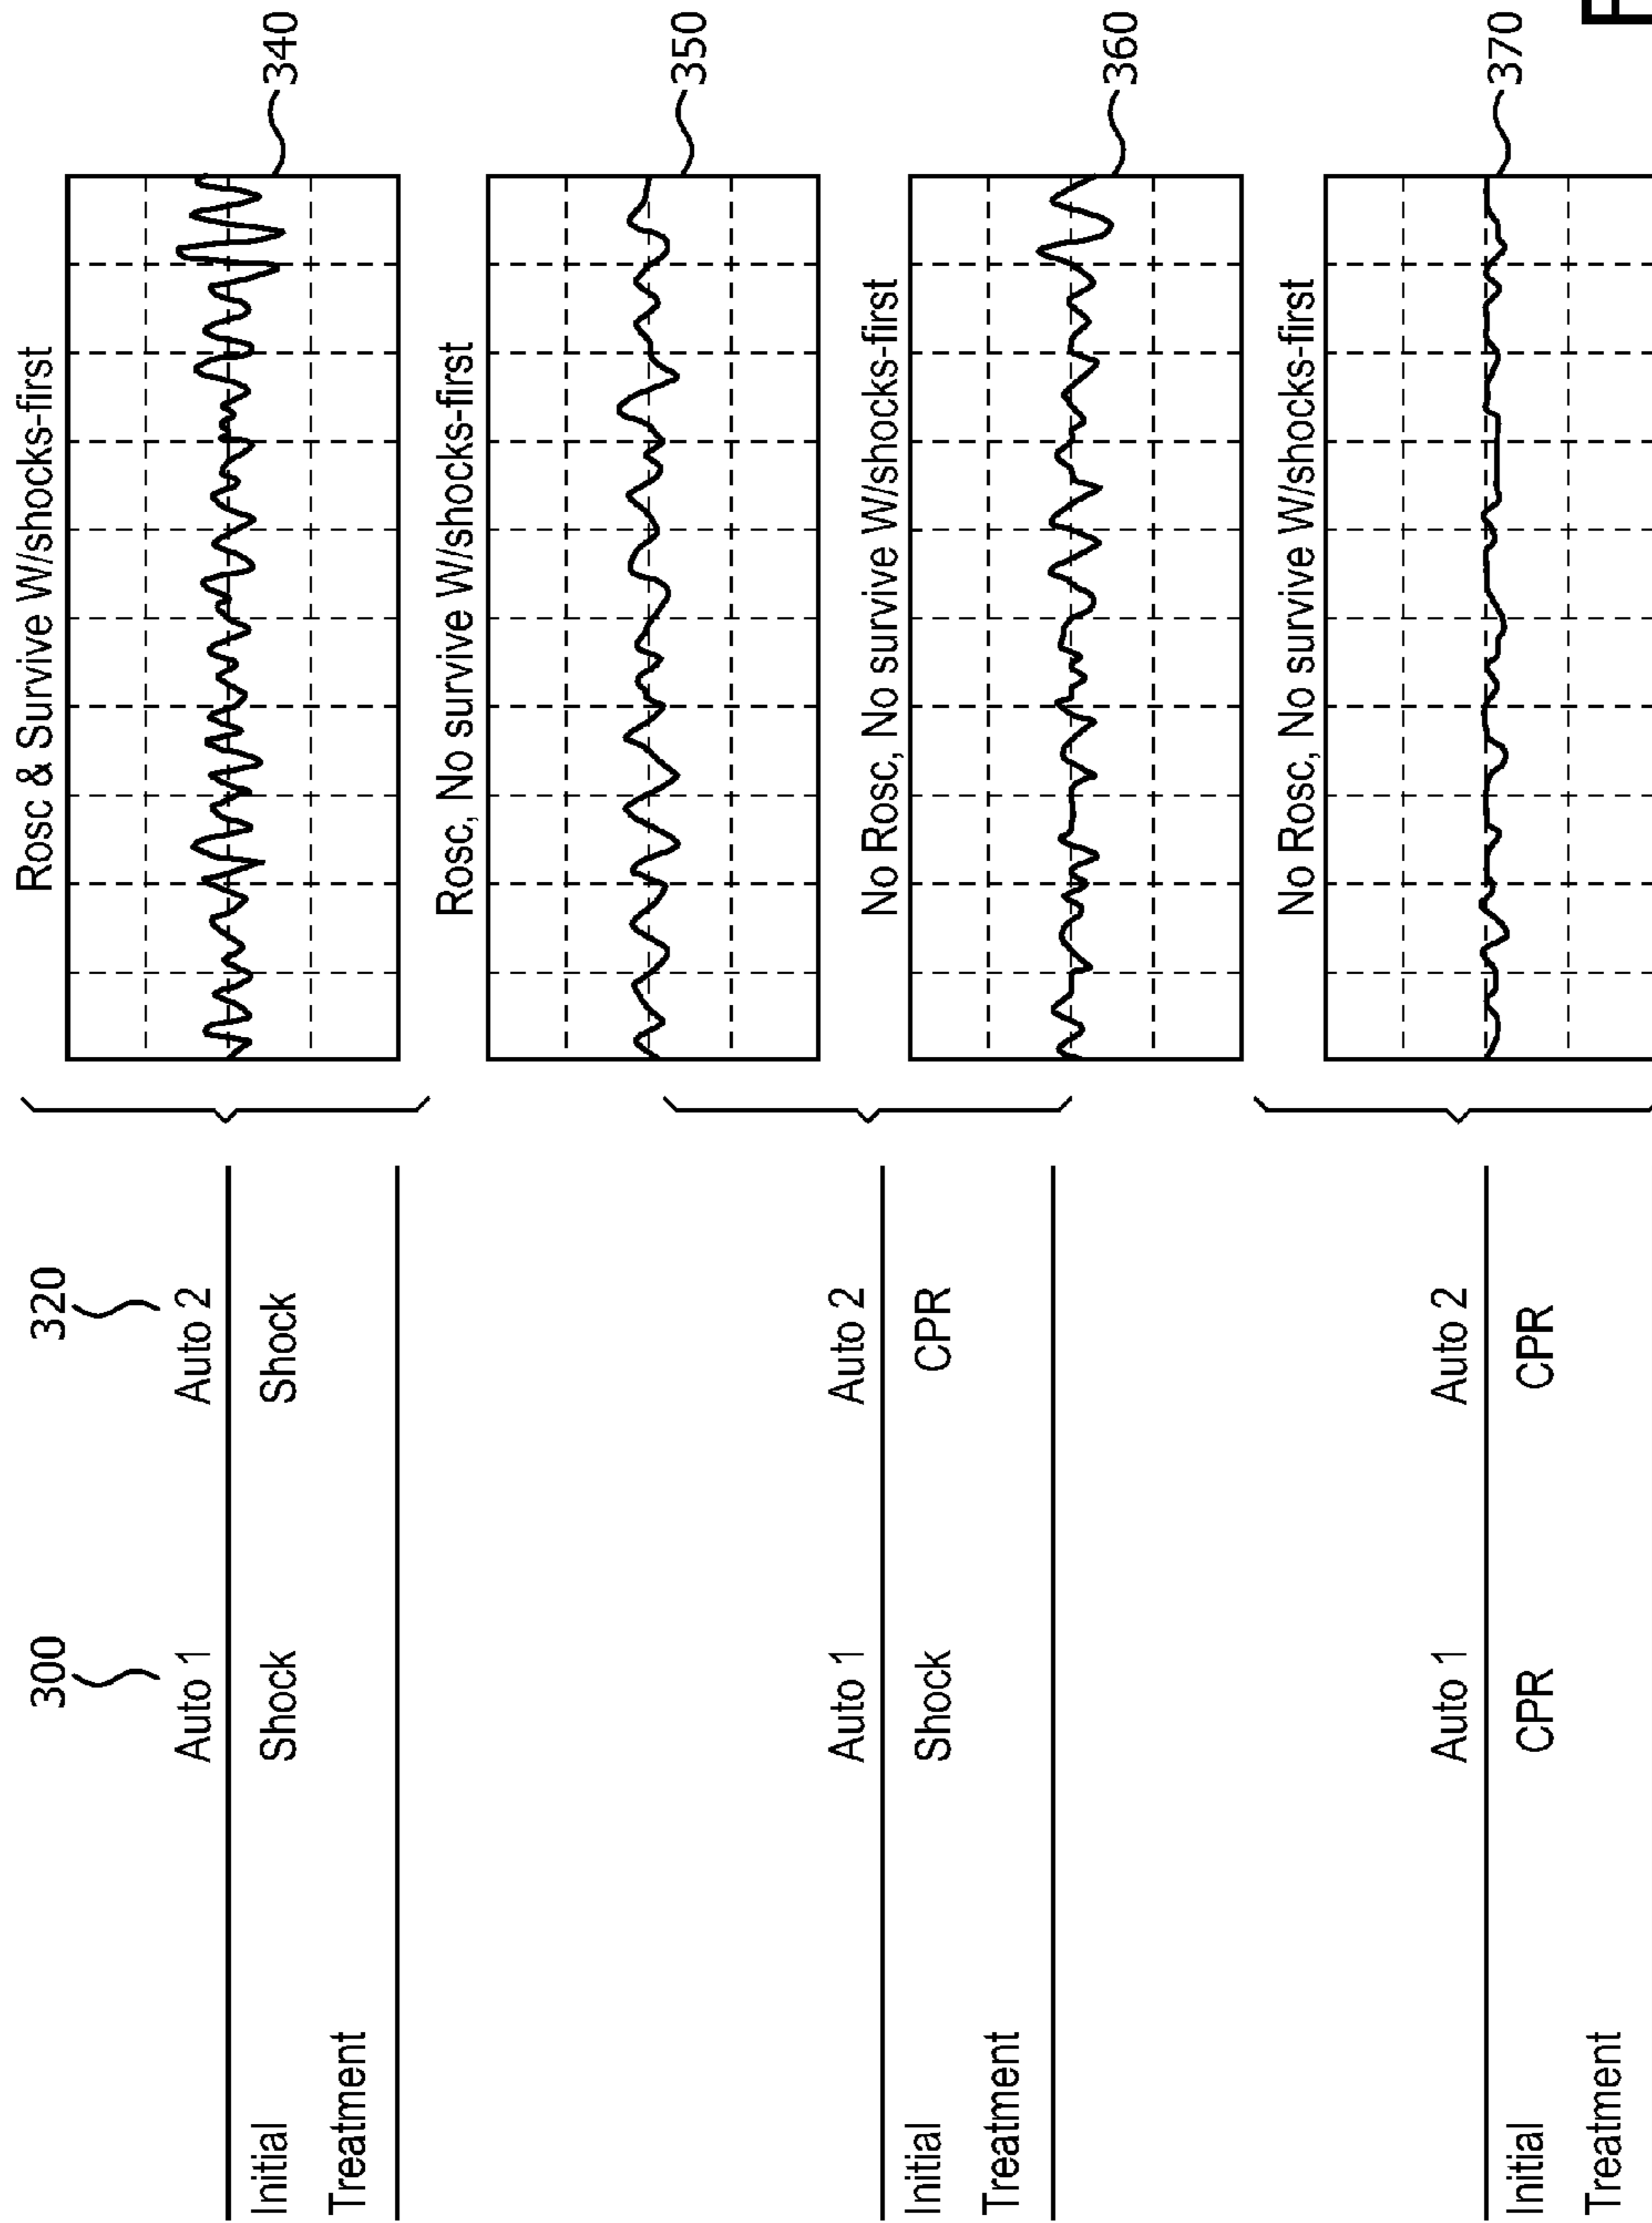 300
320
Auto 1
Auto 2
Initial
Treatment
Shock
Shock
Rosc & Survive W/shocks-first
340
Rosc, No survive W/shocks-first
350
Auto 1
Auto 2
Initial
Treatment
Shock
CPR
No Rosc, No survive W/shocks-first
360
Auto 1
Auto 2
Initial
Treatment
CPR
CPR
No Rosc, No survive W/shocks-first
370